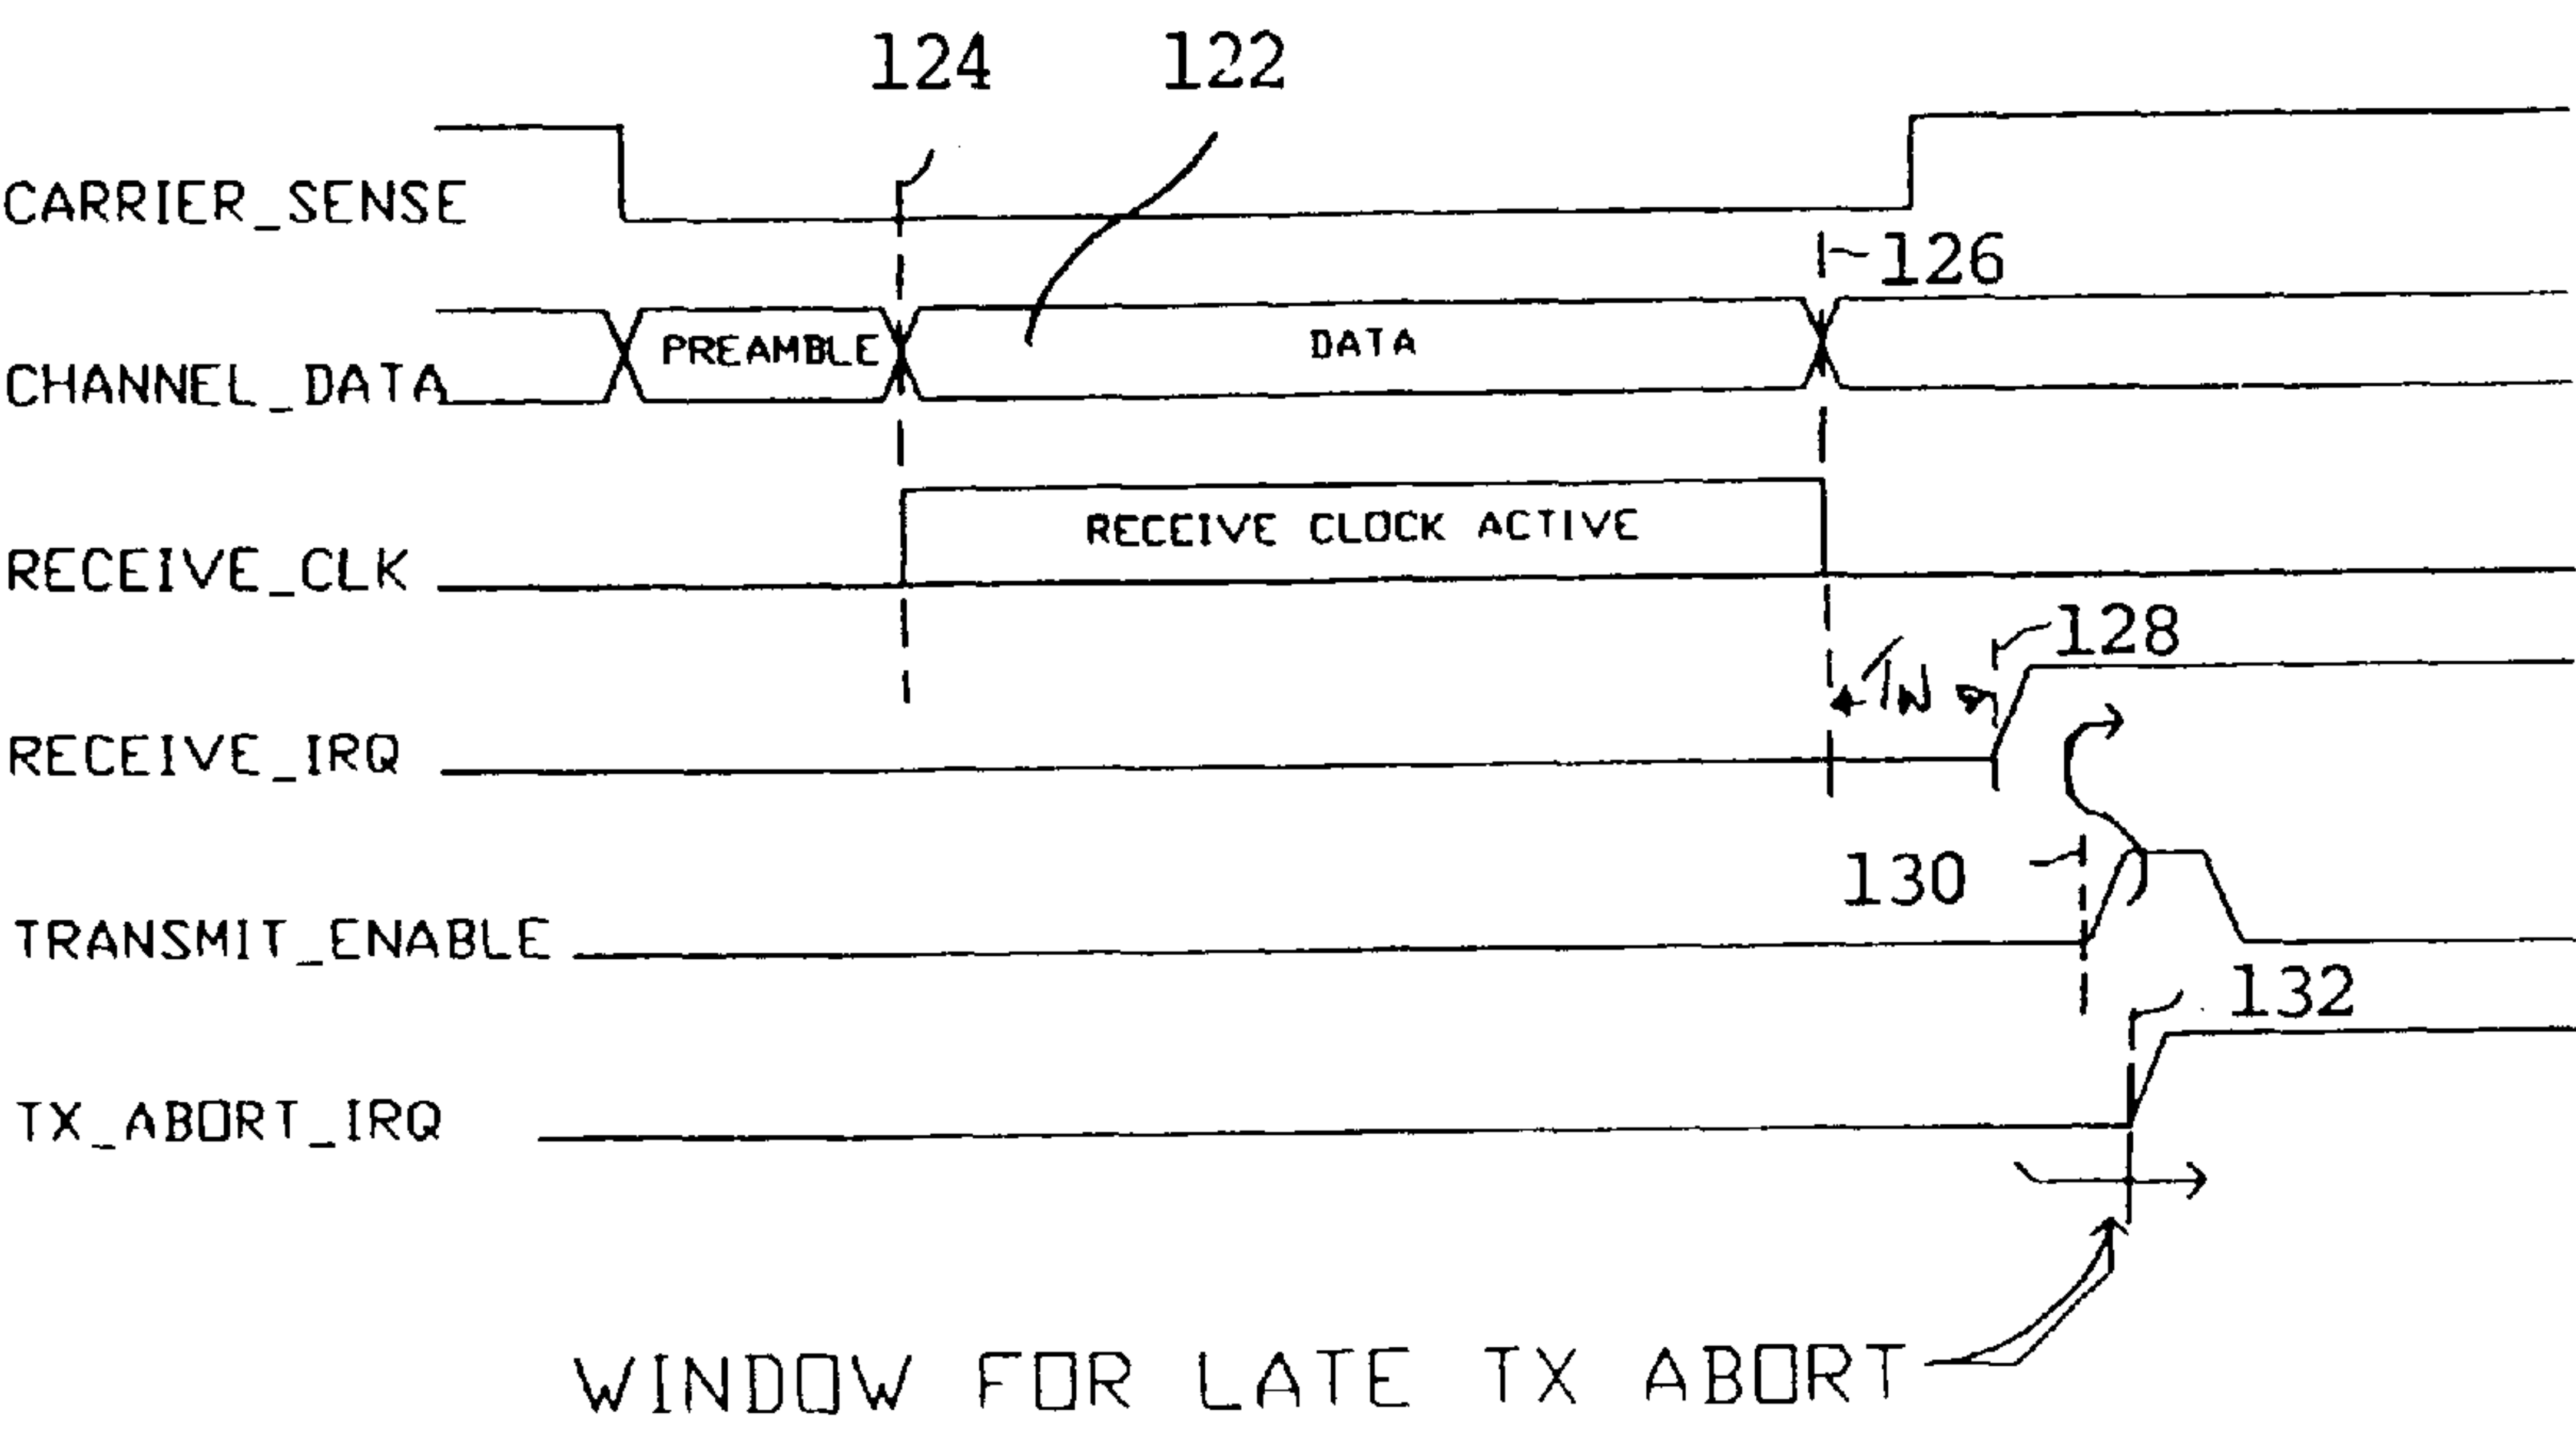 124 122
CARRIER_SENSE
126
CHANNEL_DATA PREAMBLE DATA
RECEIVE_CLK RECEIVE CLOCK ACTIVE
128
TW
RECEIVE_IRQ
130
TRANSMIT_ENABLE
132
TX_ABORT_IRQ
WINDOW FOR LATE TX ABORT